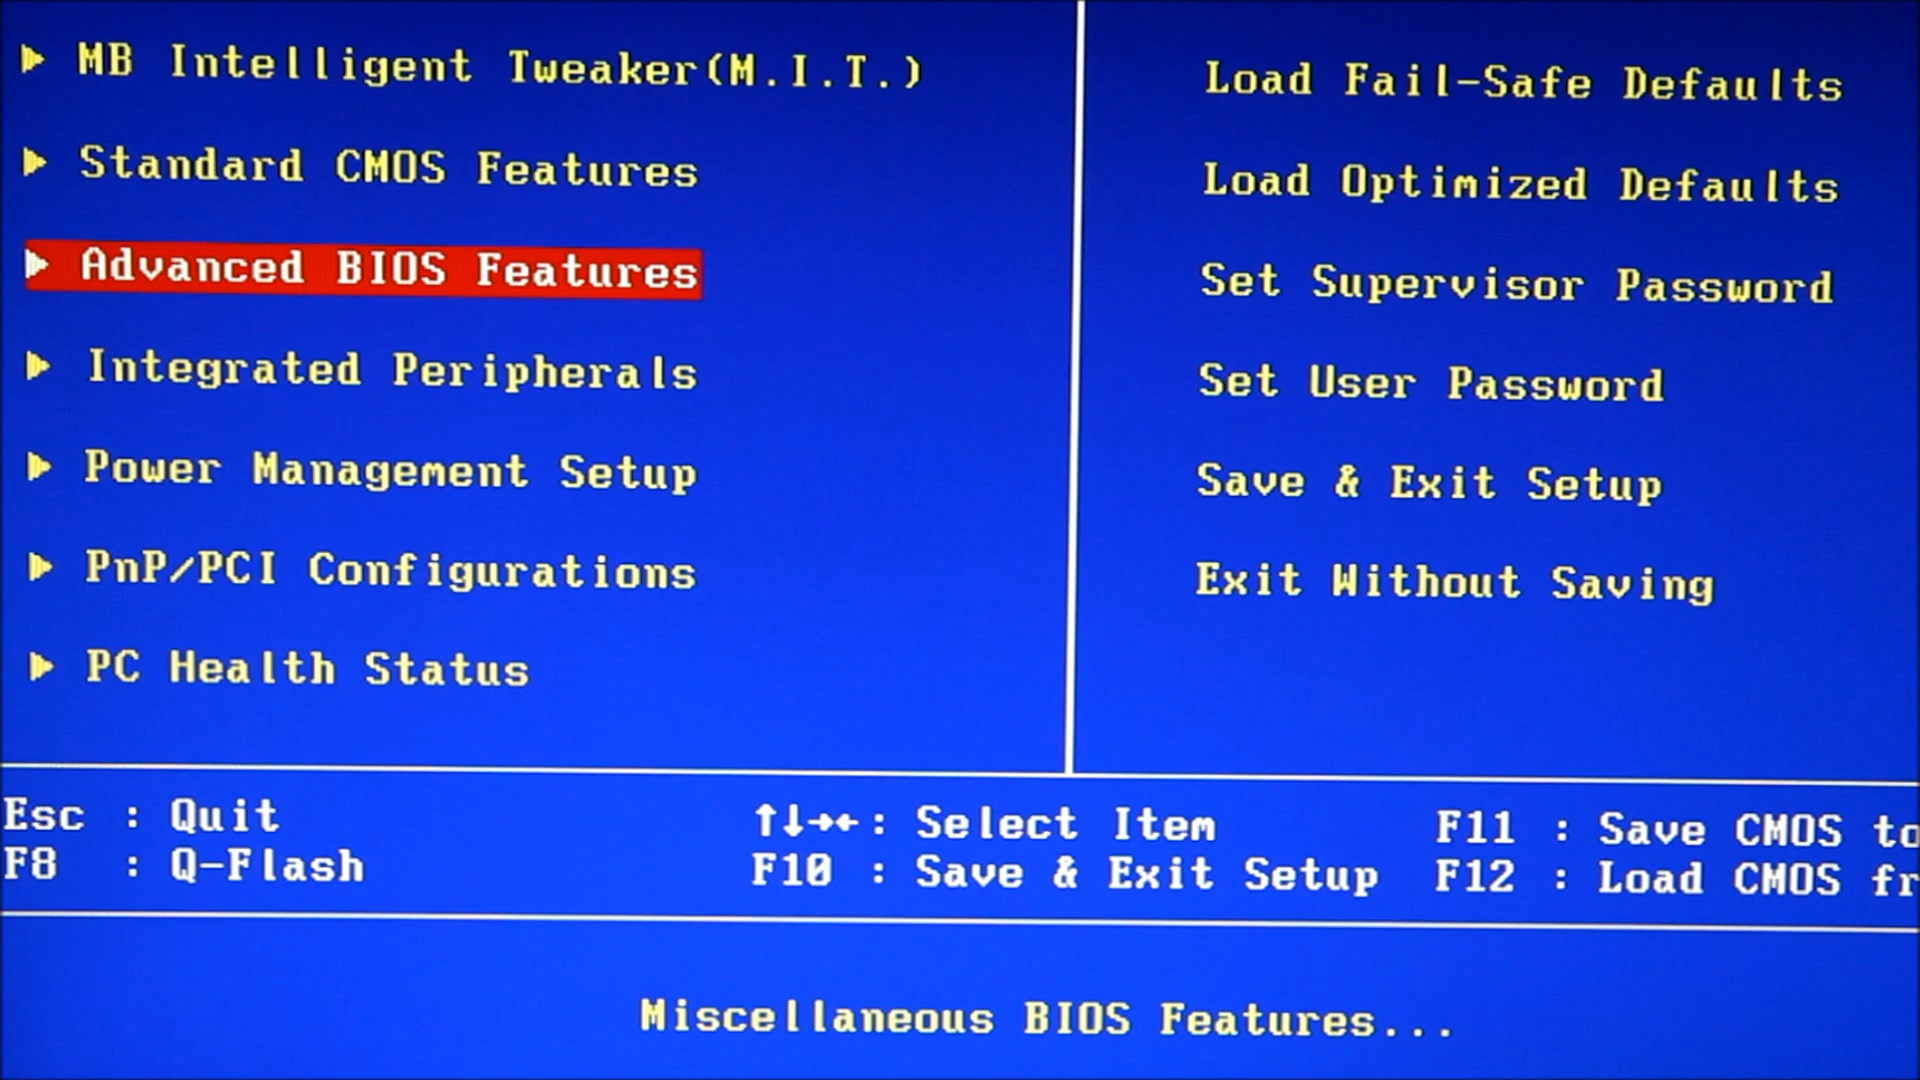 MB Intelligent Tweaker(M.I.T.)
Standard CMOS Features
Advanced BIOS Features
Integrated Peripherals
Power Management Setup
PnP/PCI Configurations
PC Health Status
Load Fail-Safe Defaults
Load Optimized Defaults
Set Supervisor Password
Set User Password
Save & Exit Setup
Exit Without Saving
Esc : Quit
↑↓→←: Select Item
F11 : Save CMOS to
F8 : Q-Flash
F10 : Save & Exit Setup
F12 : Load CMOS fr
Miscellaneous BIOS Features...